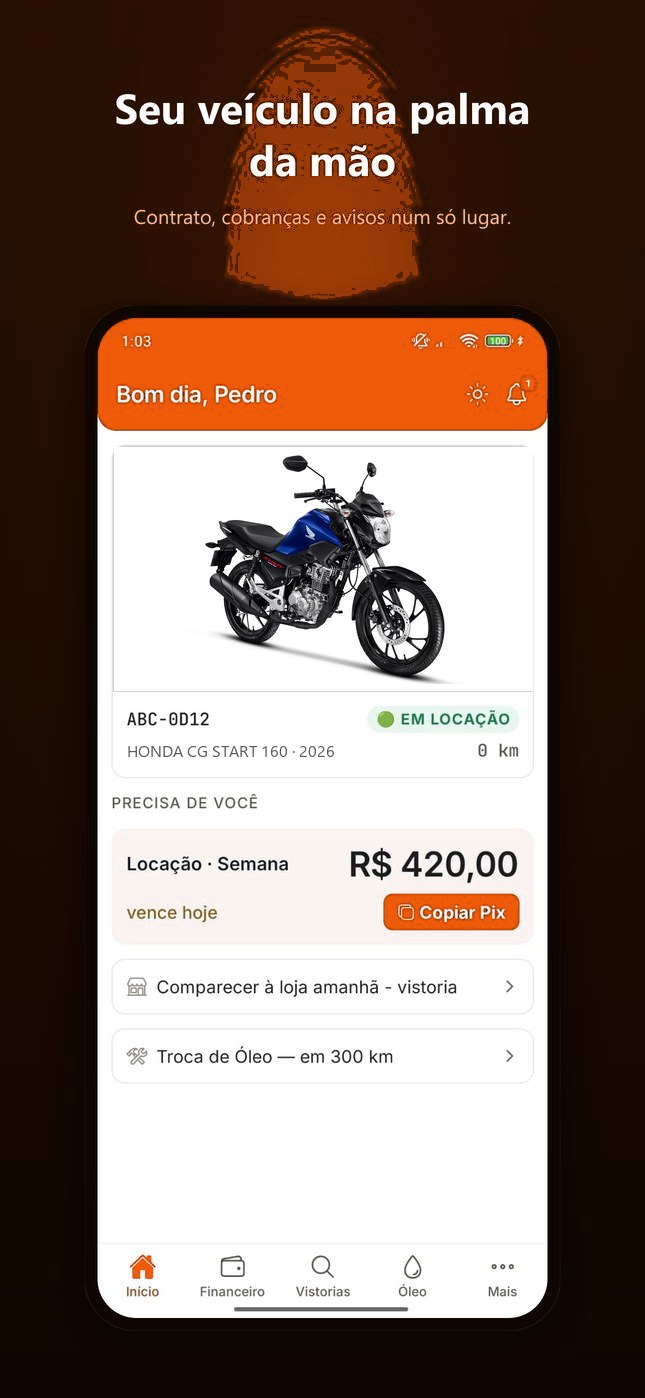 Seu veículo na palma
da mão
Contrato, cobranças e avisos num só lugar.
1:03
100
Bom dia, Pedro
1
ABC-0D12
EM LOCAÇÃO
HONDA CG START 160 · 2026
0 km
PRECISA DE VOCÊ
Locação · Semana
R$ 420,00
vence hoje
Copiar Pix
Comparecer à loja amanhã - vistoria
Troca de Óleo — em 300 km
Início
Financeiro
Vistorias
Óleo
Mais